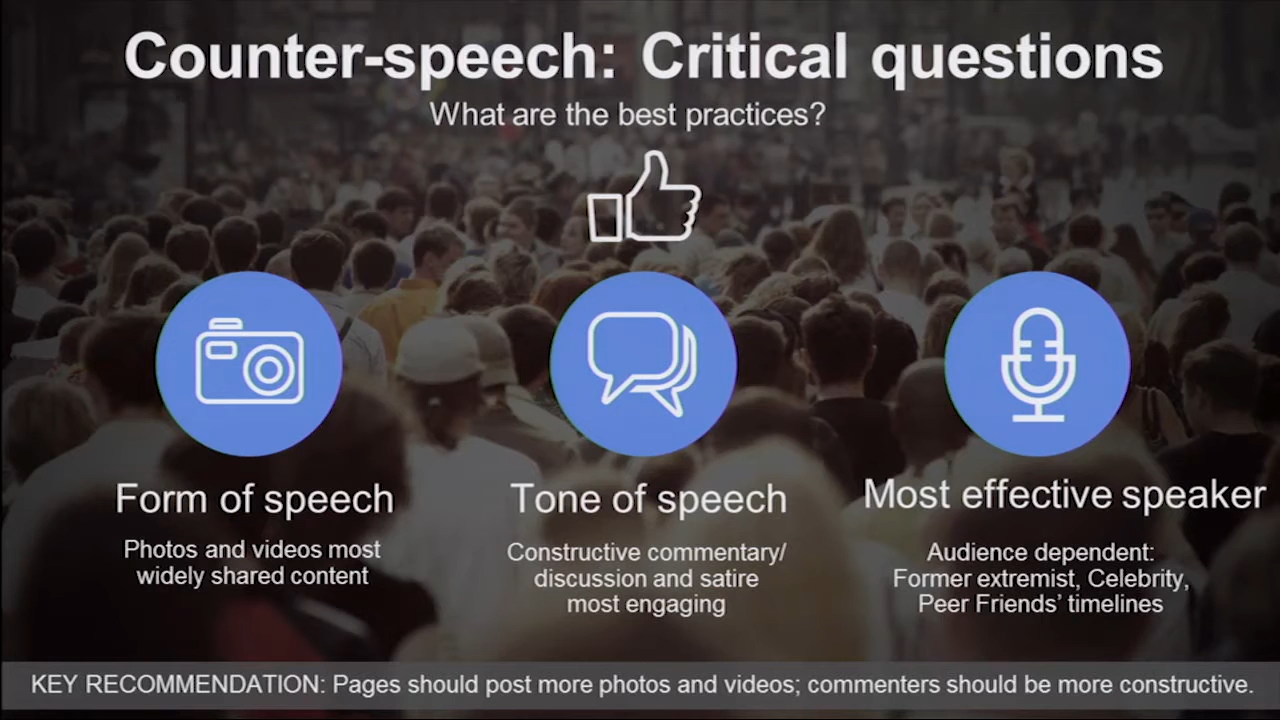 Counter-speech: Critical questions
What are the best practices?
Form of speech
Photos and videos most
widely shared content
Tone of speech
Constructive commentary/
discussion and satire
most engaging
Most effective speaker
Audience dependent:
Former extremist, Celebrity,
Peer Friends’ timelines
KEY RECOMMENDATION: Pages should post more photos and videos; commenters should be more constructive.